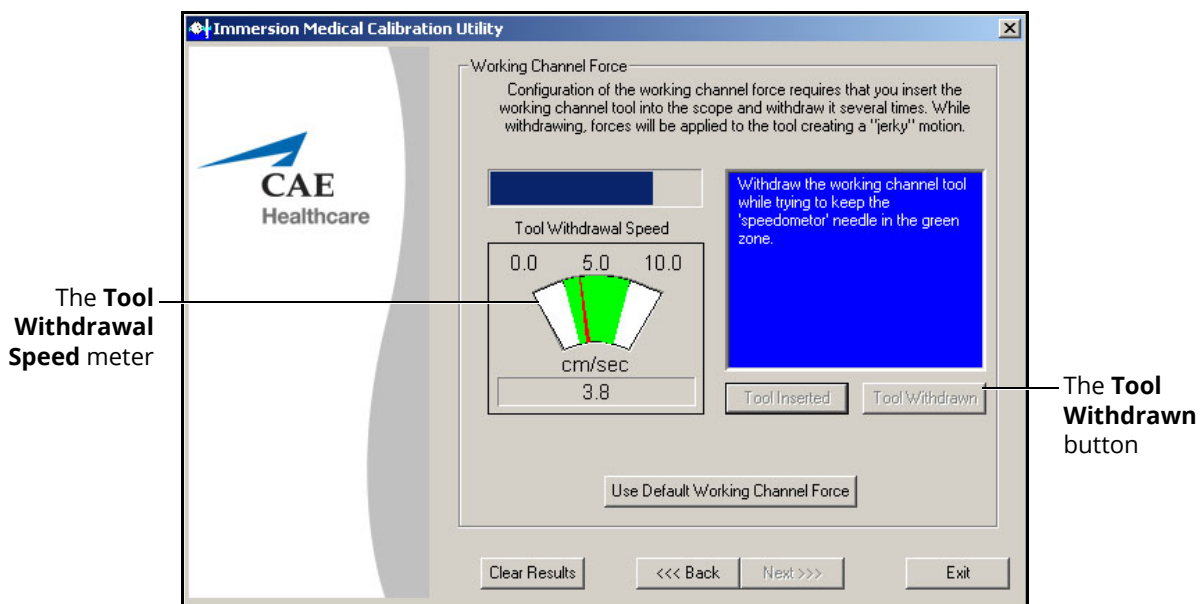 Immersion Medical Calibration Utility
CAE
Healthcare
Working Channel Force
Configuration of the working channel force requires that you insert the
working channel tool into the scope and withdraw it several times. While
withdrawing, forces will be applied to the tool creating a "jerky" motion.
Tool Withdrawal Speed
0.0 5.0 10.0
cm/sec
3.8
Withdraw the working channel tool
while trying to keep the
'speedometor' needle in the green
zone.
Tool Inserted
Tool Withdrawn
Use Default Working Channel Force
Clear Results
<<< Back
Next >>>
Exit
The Tool
Withdrawal
Speed meter
The Tool
Withdrawn
button